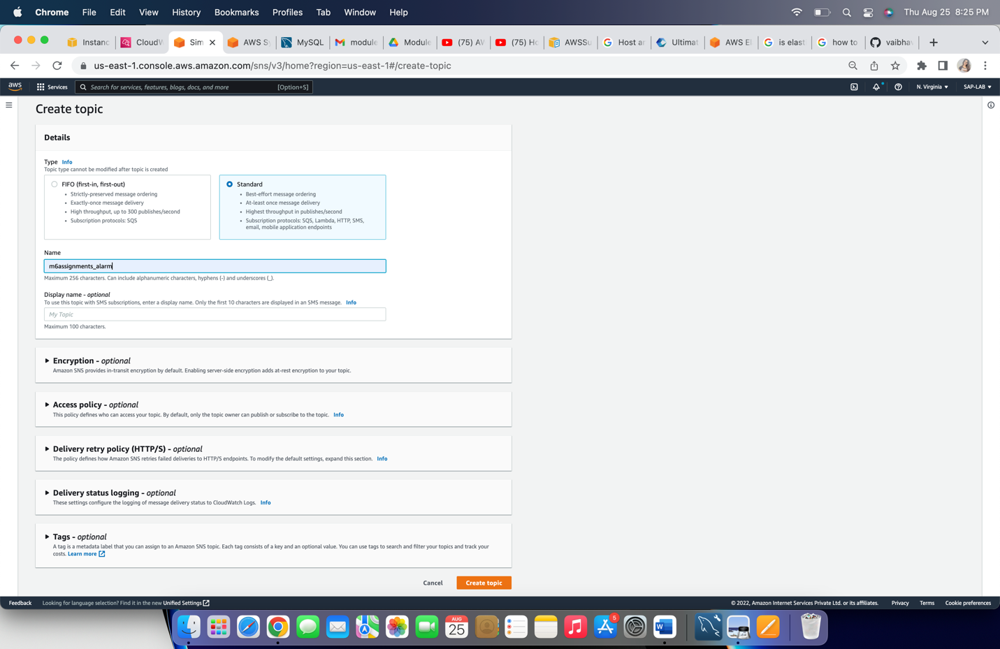 Chrome File Edit View History Bookmarks Profiles Tab Window Help Thu Aug 25 8:25 PM
Instanc CloudW Sim AWS Sy MySQL module Module (75) AW (75) Ho AWSSu Host an Ultimat AWS El is elast how to vaibhav
us-east-1.console.aws.amazon.com/sns/v3/home?region=us-east-1#/create-topic
aws Services Search for services, features, blogs, docs, and more [Option+S] N. Virginia SAP-LAB
Create topic
Details
Type Info
Topic type cannot be modified after topic is created
FIFO (first-in, first-out)
• Strictly-preserved message ordering
• Exactly-once message delivery
• High throughput, up to 300 publishes/second
• Subscription protocols: SQS
Standard
• Best-effort message ordering
• At-least once message delivery
• Highest throughput in publishes/second
• Subscription protocols: SQS, Lambda, HTTP, SMS,
email, mobile application endpoints
Name
m6assignments_alarm
Maximum 256 characters. Can include alphanumeric characters, hyphens (-) and underscores (_).
Display name - optional
To use this topic with SMS subscriptions, enter a display name. Only the first 10 characters are displayed in an SMS message. Info
My Topic
Maximum 100 characters.
Encryption - optional
Amazon SNS provides in-transit encryption by default. Enabling server-side encryption adds at-rest encryption to your topic.
Access policy - optional
This policy defines who can access your topic. By default, only the topic owner can publish or subscribe to the topic. Info
Delivery retry policy (HTTP/S) - optional
The policy defines how Amazon SNS retries failed deliveries to HTTP/S endpoints. To modify the default settings, expand this section. Info
Delivery status logging - optional
These settings configure the logging of message delivery status to CloudWatch Logs. Info
Tags - optional
A tag is a metadata label that you can assign to an Amazon SNS topic. Each tag consists of a key and an optional value. You can use tags to search and filter your topics and track your
costs. Learn more
Cancel Create topic
Feedback Looking for language selection? Find it in the new Unified Settings © 2022, Amazon Internet Services Private Ltd. or its affiliates. Privacy Terms Cookie preferences
AUG
25
5
W